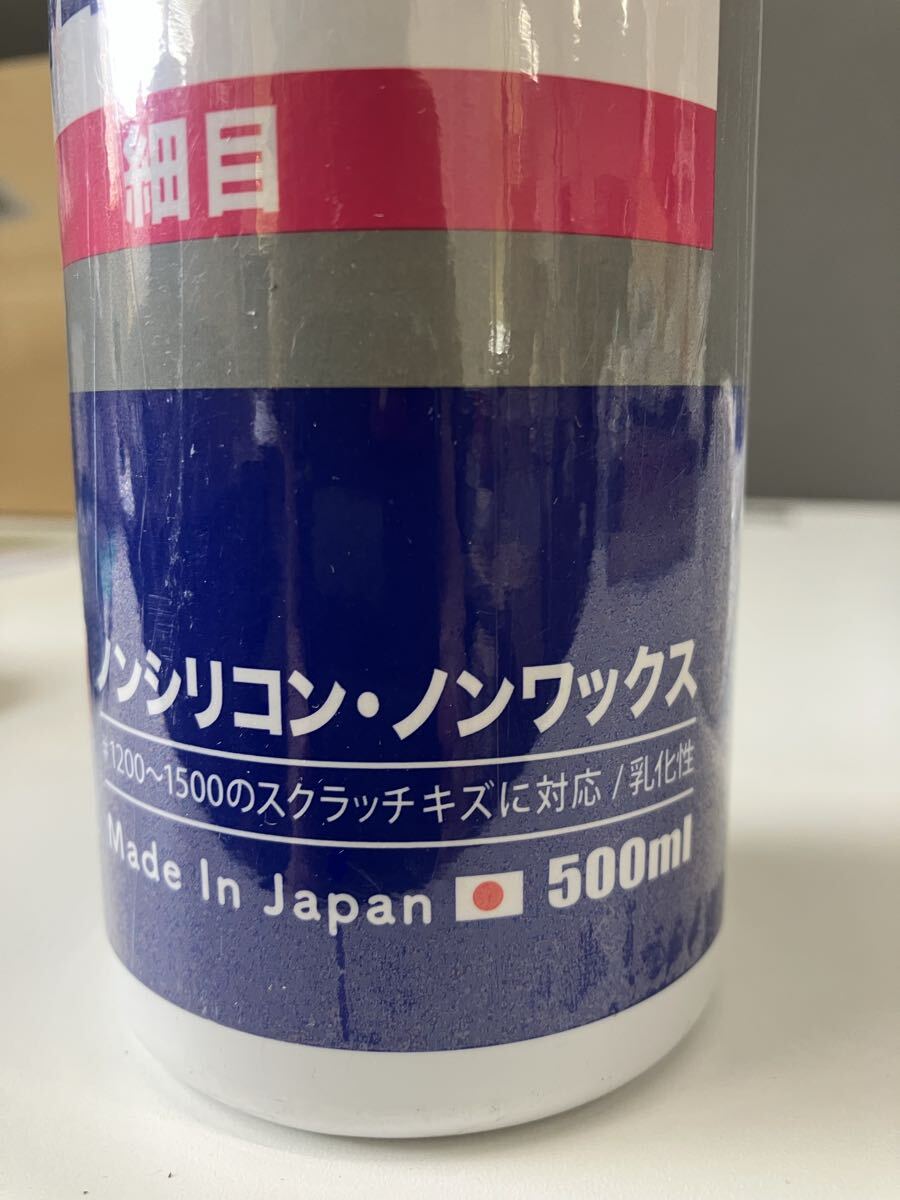 細目
ノンシリコン・ノンワックス
#1200〜1500のスクラッチキズに対応/乳化性
Made In Japan 500ml